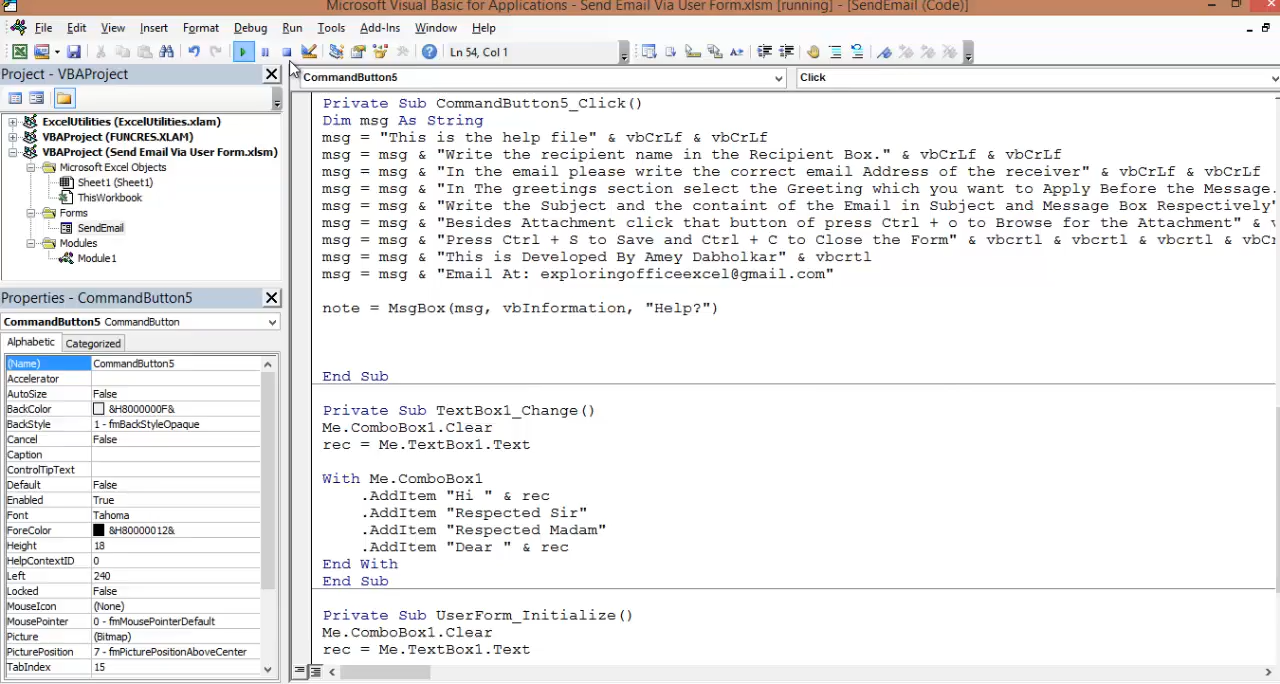 Microsoft Visual Basic for Applications - Send Email Via User Form.xlsm [running] - [SendEmail (Code)]
File Edit View Insert Format Debug Run Tools Add-Ins Window Help
Ln 54, Col 1
Project - VBAProject
CommandButton5 Click
ExcelUtilities (ExcelUtilities.xlam)
VBAProject (FUNCRES.XLAM)
VBAProject (Send Email Via User Form.xlsm)
Microsoft Excel Objects
Sheet1 (Sheet1)
ThisWorkbook
Forms
SendEmail
Modules
Module1
Properties - CommandButton5
CommandButton5 CommandButton
Alphabetic Categorized
(Name) CommandButton5
Accelerator
AutoSize False
BackColor &H8000000F&
BackStyle 1 - fmBackStyleOpaque
Cancel False
Caption
ControlTipText
Default False
Enabled True
Font Tahoma
ForeColor &H80000012&
Height 18
HelpContextID 0
Left 240
Locked False
MouseIcon (None)
MousePointer 0 - fmMousePointerDefault
Picture (Bitmap)
PicturePosition 7 - fmPicturePositionAboveCenter
TabIndex 15
Private Sub CommandButton5_Click()
Dim msg As String
msg = "This is the help file" & vbCrLf & vbCrLf
msg = msg & "Write the recipient name in the Recipient Box." & vbCrLf & vbCrLf
msg = msg & "In the email please write the correct email Address of the receiver" & vbCrLf & vbCrLf
msg = msg & "In The greetings section select the Greeting which you want to Apply Before the Message.
msg = msg & "Write the Subject and the containt of the Email in Subject and Message Box Respectively"
msg = msg & "Besides Attachment click that button of press Ctrl + o to Browse for the Attachment" & v
msg = msg & "Press Ctrl + S to Save and Ctrl + C to Close the Form" & vbcrtl & vbcrtl & vbcrtl & vbCr
msg = msg & "This is Developed By Amey Dabholkar" & vbcrtl
msg = msg & "Email At: exploringofficeexcel@gmail.com"
note = MsgBox(msg, vbInformation, "Help?")
End Sub
Private Sub TextBox1_Change()
Me.ComboBox1.Clear
rec = Me.TextBox1.Text
With Me.ComboBox1
.AddItem "Hi " & rec
.AddItem "Respected Sir"
.AddItem "Respected Madam"
.AddItem "Dear " & rec
End With
End Sub
Private Sub UserForm_Initialize()
Me.ComboBox1.Clear
rec = Me.TextBox1.Text